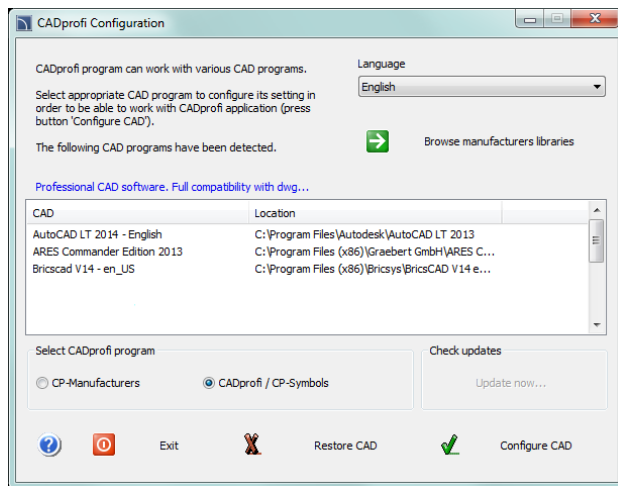 CADprofi Configuration
CADprofi program can work with various CAD programs.
Language
English
Select appropriate CAD program to configure its setting in
order to be able to work with CADprofi application (press
button 'Configure CAD').
Browse manufacturers libraries
The following CAD programs have been detected.
Professional CAD software. Full compatibility with dwg...
CAD Location
AutoCAD LT 2014 - English C:\Program Files\Autodesk\AutoCAD LT 2013
ARES Commander Edition 2013 C:\Program Files (x86)\Graebert GmbH\ARES C...
Bricscad V14 - en_US C:\Program Files (x86)\Bricsys\BricsCAD V14 e...
Select CADprofi program
Check updates
CP-Manufacturers
CADprofi / CP-Symbols
Update now...
Exit
Restore CAD
Configure CAD